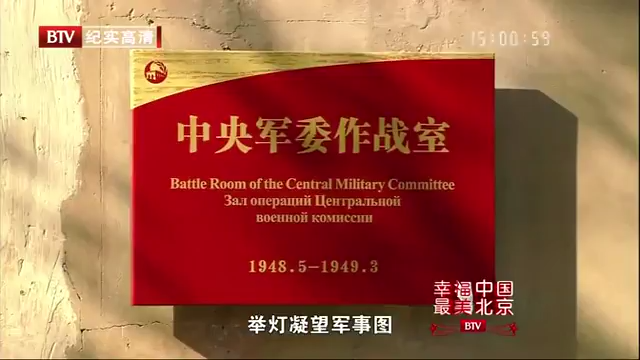 BTV 纪实高清
15:00:59
中央军委作战室
Battle Room of the Central Military Committee
Зал операций Центральной
военной комиссии
1948.5–1949.3
幸福中国
最美北京
BTV
举灯凝望军事图